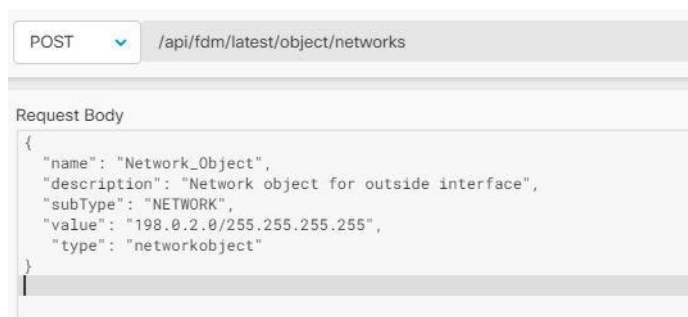 POST /api/fdm/latest/object/networks
Request Body
{
"name": "Network_Object",
"description": "Network object for outside interface",
"subType": "NETWORK",
"value": "198.0.2.0/255.255.255.255",
"type": "networkobject"
}